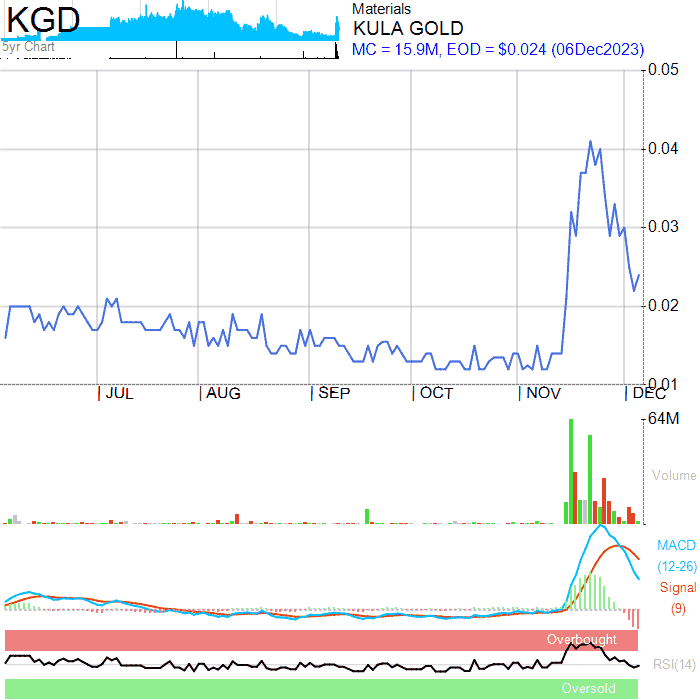 KGD
5yr Chart
Materials
KULA GOLD
MC = 15.9M, EOD = $0.024 (06Dec2023)
0.05
0.04
0.03
0.02
0.01
JUL AUG SEP OCT NOV DEC
64M
Volume
MACD
(12-26)
Signal
(9)
Overbought
RSI(14)
Oversold